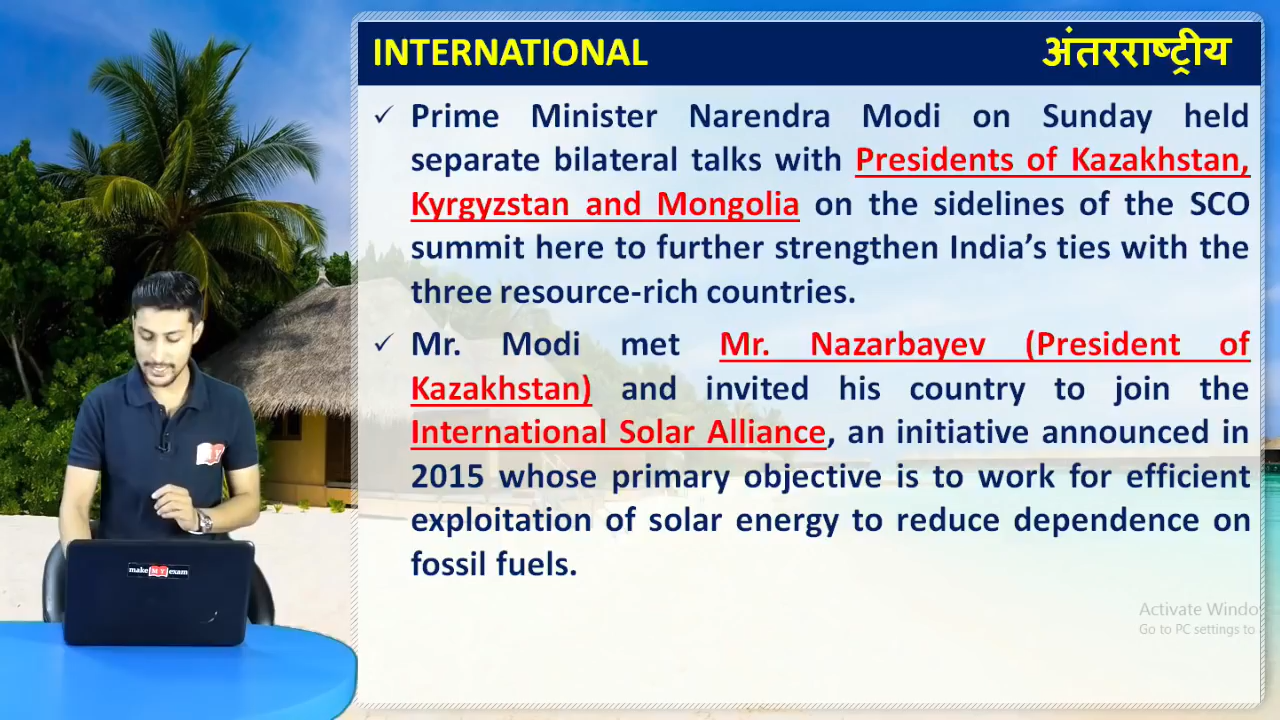 INTERNATIONAL अंतरराष्ट्रीय
✓ Prime Minister Narendra Modi on Sunday held
separate bilateral talks with Presidents of Kazakhstan,
Kyrgyzstan and Mongolia on the sidelines of the SCO
summit here to further strengthen India’s ties with the
three resource-rich countries.
✓ Mr. Modi met Mr. Nazarbayev (President of
Kazakhstan) and invited his country to join the
International Solar Alliance, an initiative announced in
2015 whose primary objective is to work for efficient
exploitation of solar energy to reduce dependence on
fossil fuels.
make M Y exam
Activate Windo
Go to PC settings to